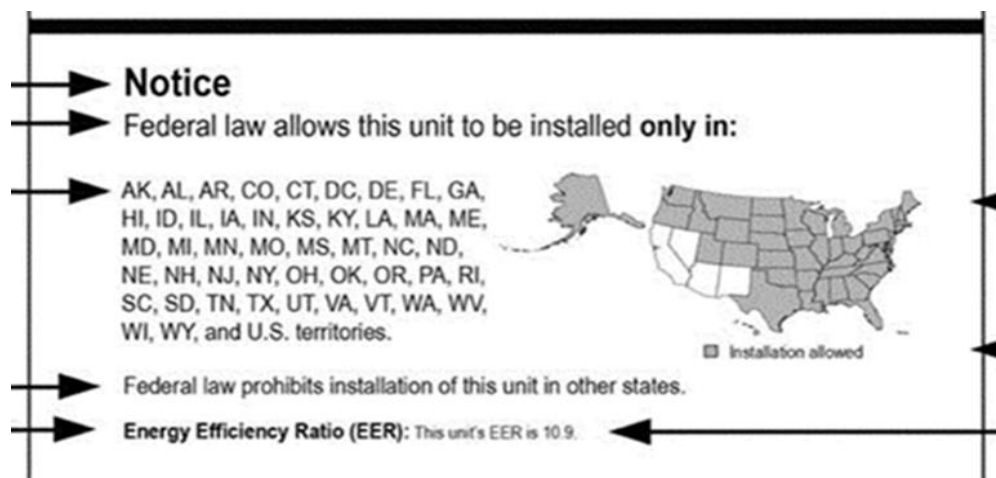 Notice
Federal law allows this unit to be installed only in:
AK, AL, AR, CO, CT, DC, DE, FL, GA,
HI, ID, IL, IA, IN, KS, KY, LA, MA, ME,
MD, MI, MN, MO, MS, MT, NC, ND,
NE, NH, NJ, NY, OH, OK, OR, PA, RI,
SC, SD, TN, TX, UT, VA, VT, WA, WV,
WI, WY, and U.S. territories.
Installation allowed
Federal law prohibits installation of this unit in other states.
Energy Efficiency Ratio (EER): This unit's EER is 10.9.